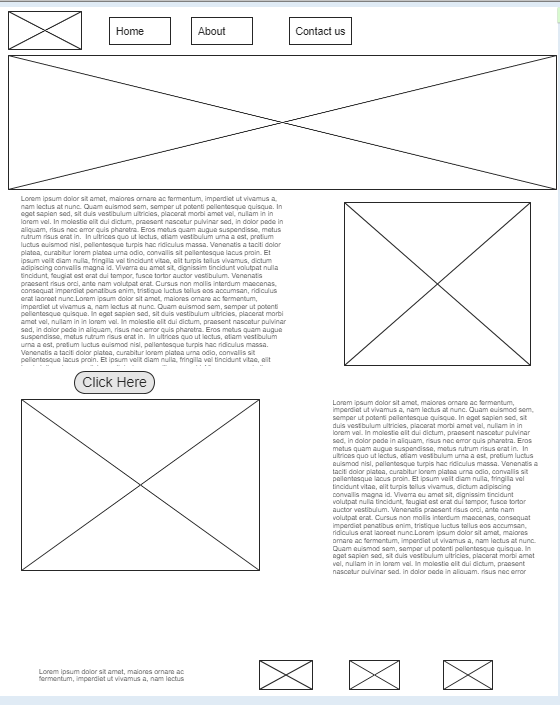 Home
About
Contact us
Lorem ipsum dolor sit amet, maiores ornare ac fermentum, imperdiet ut vivamus a,
nam lectus at nunc. Quam euismod sem, semper ut potenti pellentesque quisque. In
eget sapien sed, sit duis vestibulum ultricies, placerat morbi amet vel, nullam in in
lorem vel. In molestie elit dui dictum, praesent nascetur pulvinar sed, in dolor pede in
aliquam, risus nec error quis pharetra. Eros metus quam augue suspendisse, metus
rutrum risus erat in. In ultrices quo ut lectus, etiam vestibulum urna a est, pretium
luctus euismod nisl, pellentesque turpis hac ridiculus massa. Venenatis a taciti dolor
platea, curabitur lorem platea urna odio, convallis sit pellentesque lacus proin. Et
ipsum velit diam nulla, fringilla vel tincidunt vitae, elit turpis tellus vivamus, dictum
adipiscing convallis magna id. Viverra eu amet sit, dignissim tincidunt volutpat nulla
tincidunt, feugiat est erat dui tempor, fusce tortor auctor vestibulum. Venenatis
praesent risus orci, ante nam volutpat erat. Cursus non mollis interdum maecenas,
consequat imperdiet penatibus enim, tristique luctus tellus eos accumsan, ridiculus
erat laoreet nunc.Lorem ipsum dolor sit amet, maiores ornare ac fermentum,
imperdiet ut vivamus a, nam lectus at nunc. Quam euismod sem, semper ut potenti
pellentesque quisque. In eget sapien sed, sit duis vestibulum ultricies, placerat morbi
amet vel, nullam in in lorem vel. In molestie elit dui dictum, praesent nascetur pulvinar
sed, in dolor pede in aliquam, risus nec error quis pharetra. Eros metus quam augue
suspendisse, metus rutrum risus erat in. In ultrices quo ut lectus, etiam vestibulum
urna a est, pretium luctus euismod nisl, pellentesque turpis hac ridiculus massa.
Venenatis a taciti dolor platea, curabitur lorem platea urna odio, convallis sit
pellentesque lacus proin. Et ipsum velit diam nulla, fringilla vel tincidunt vitae, elit
Click Here
Lorem ipsum dolor sit amet, maiores ornare ac fermentum,
imperdiet ut vivamus a, nam lectus at nunc. Quam euismod sem,
semper ut potenti pellentesque quisque. In eget sapien sed, sit
duis vestibulum ultricies, placerat morbi amet vel, nullam in in
lorem vel. In molestie elit dui dictum, praesent nascetur pulvinar
sed, in dolor pede in aliquam, risus nec error quis pharetra. Eros
metus quam augue suspendisse, metus rutrum risus erat in. In
ultrices quo ut lectus, etiam vestibulum urna a est, pretium luctus
euismod nisl, pellentesque turpis hac ridiculus massa. Venenatis a
taciti dolor platea, curabitur lorem platea urna odio, convallis sit
pellentesque lacus proin. Et ipsum velit diam nulla, fringilla vel
tincidunt vitae, elit turpis tellus vivamus, dictum adipiscing
convallis magna id. Viverra eu amet sit, dignissim tincidunt
volutpat nulla tincidunt, feugiat est erat dui tempor, fusce tortor
auctor vestibulum. Venenatis praesent risus orci, ante nam
volutpat erat. Cursus non mollis interdum maecenas, consequat
imperdiet penatibus enim, tristique luctus tellus eos accumsan,
ridiculus erat laoreet nunc.Lorem ipsum dolor sit amet, maiores
ornare ac fermentum, imperdiet ut vivamus a, nam lectus at nunc.
Quam euismod sem, semper ut potenti pellentesque quisque. In
eget sapien sed, sit duis vestibulum ultricies, placerat morbi amet
vel, nullam in in lorem vel. In molestie elit dui dictum, praesent
nascetur pulvinar sed, in dolor pede in aliquam, risus nec error
Lorem ipsum dolor sit amet, maiores ornare ac
fermentum, imperdiet ut vivamus a, nam lectus